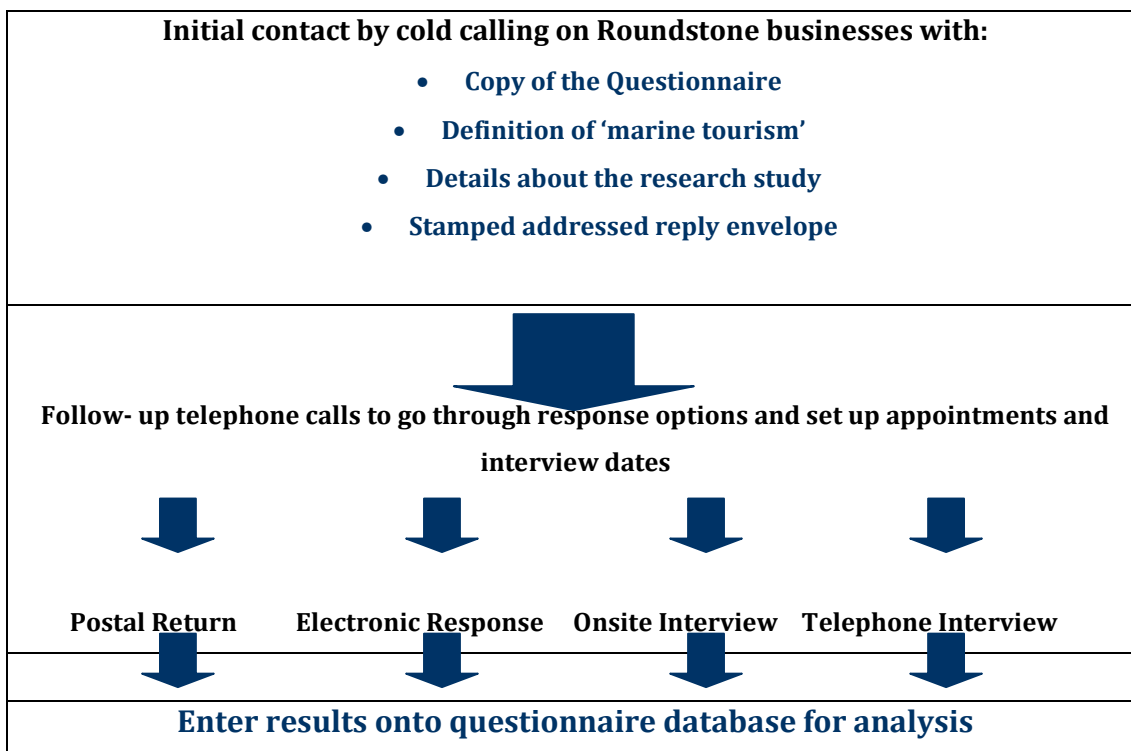 Initial contact by cold calling on Roundstone businesses with:
• Copy of the Questionnaire
• Definition of ‘marine tourism’
• Details about the research study
• Stamped addressed reply envelope
Follow- up telephone calls to go through response options and set up appointments and
interview dates
Postal Return Electronic Response Onsite Interview Telephone Interview
Enter results onto questionnaire database for analysis